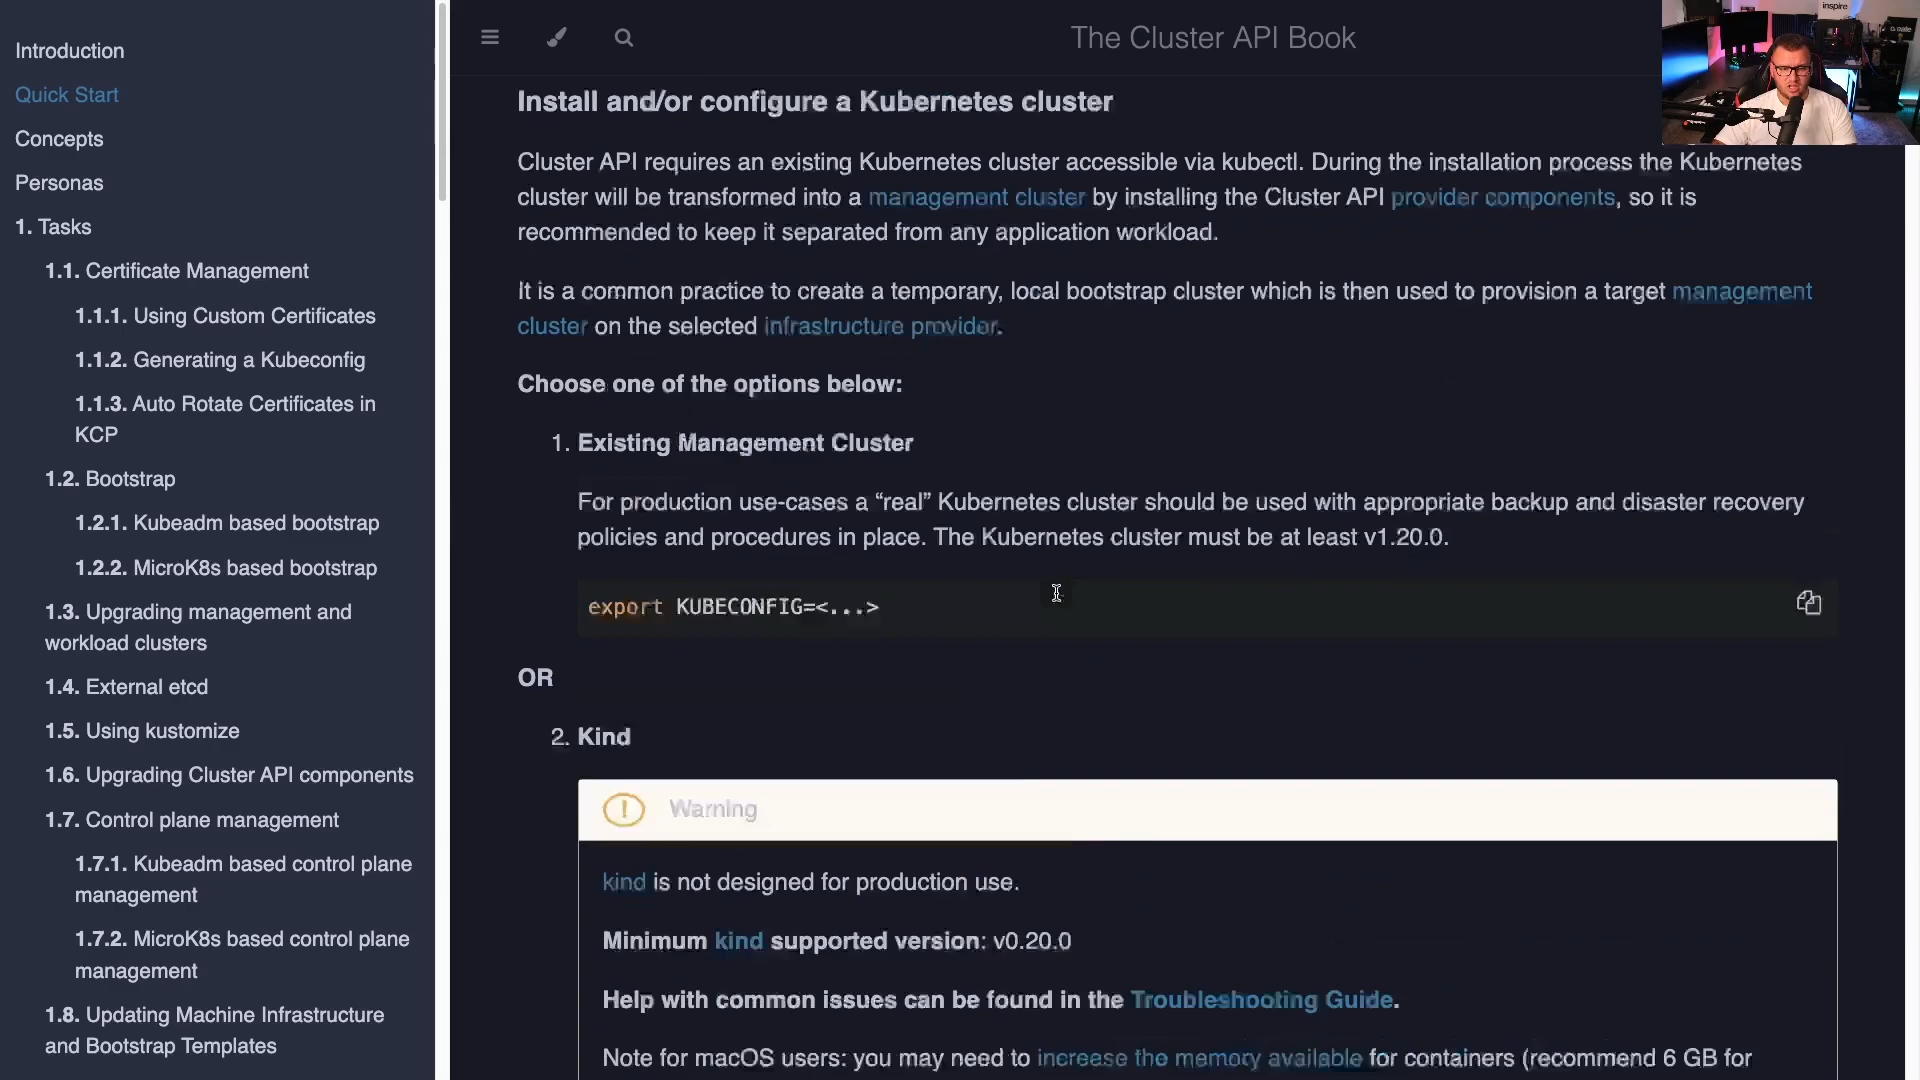 Introduction
Quick Start
Concepts
Personas
1. Tasks
1.1. Certificate Management
1.1.1. Using Custom Certificates
1.1.2. Generating a Kubeconfig
1.1.3. Auto Rotate Certificates in
KCP
1.2. Bootstrap
1.2.1. Kubeadm based bootstrap
1.2.2. MicroK8s based bootstrap
1.3. Upgrading management and
workload clusters
1.4. External etcd
1.5. Using kustomize
1.6. Upgrading Cluster API components
1.7. Control plane management
1.7.1. Kubeadm based control plane
management
1.7.2. MicroK8s based control plane
management
1.8. Updating Machine Infrastructure
and Bootstrap Templates
The Cluster API Book
inspire
Install and/or configure a Kubernetes cluster
Cluster API requires an existing Kubernetes cluster accessible via kubectl. During the installation process the Kubernetes
cluster will be transformed into a management cluster by installing the Cluster API provider components, so it is
recommended to keep it separated from any application workload.
It is a common practice to create a temporary, local bootstrap cluster which is then used to provision a target management
cluster on the selected infrastructure provider.
Choose one of the options below:
1. Existing Management Cluster
For production use-cases a “real” Kubernetes cluster should be used with appropriate backup and disaster recovery
policies and procedures in place. The Kubernetes cluster must be at least v1.20.0.
export KUBECONFIG=<...>
OR
2. Kind
Warning
kind is not designed for production use.
Minimum kind supported version: v0.20.0
Help with common issues can be found in the Troubleshooting Guide.
Note for macOS users: you may need to increase the memory available for containers (recommend 6 GB for